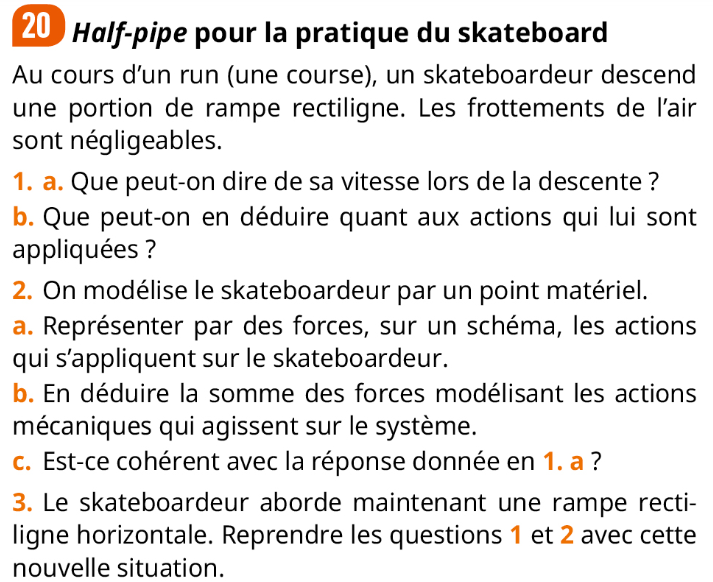 20 Half-pipe pour la pratique du skateboard
Au cours d’un run (une course), un skateboardeur descend
une portion de rampe rectiligne. Les frottements de l’air
sont négligeables.
1. a. Que peut-on dire de sa vitesse lors de la descente ?
b. Que peut-on en déduire quant aux actions qui lui sont
appliquées ?
2. On modélise le skateboardeur par un point matériel.
a. Représenter par des forces, sur un schéma, les actions
qui s’appliquent sur le skateboardeur.
b. En déduire la somme des forces modélisant les actions
mécaniques qui agissent sur le système.
c. Est-ce cohérent avec la réponse donnée en 1. a ?
3. Le skateboardeur aborde maintenant une rampe recti-
ligne horizontale. Reprendre les questions 1 et 2 avec cette
nouvelle situation.